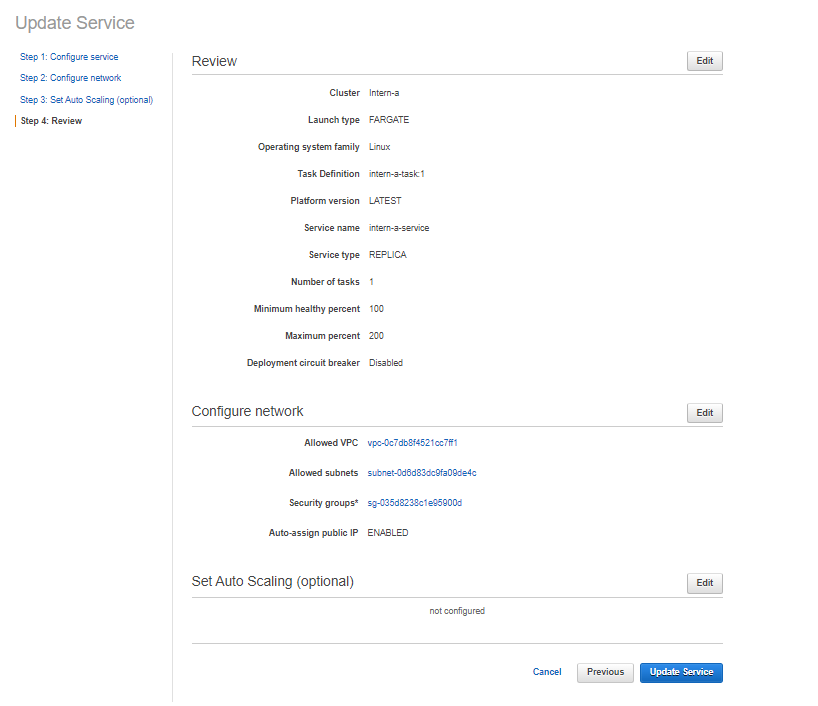 Update Service
Step 1: Configure service
Step 2: Configure network
Step 3: Set Auto Scaling (optional)
Step 4: Review
Review
Edit
Cluster Intern-a
Launch type FARGATE
Operating system family Linux
Task Definition intern-a-task:1
Platform version LATEST
Service name intern-a-service
Service type REPLICA
Number of tasks 1
Minimum healthy percent 100
Maximum percent 200
Deployment circuit breaker Disabled
Configure network
Edit
Allowed VPC vpc-0c7db8f4521cc7ff1
Allowed subnets subnet-0d6d83dc9fa09de4c
Security groups* sg-035d8238c1e95900d
Auto-assign public IP ENABLED
Set Auto Scaling (optional)
Edit
not configured
Cancel Previous Update Service